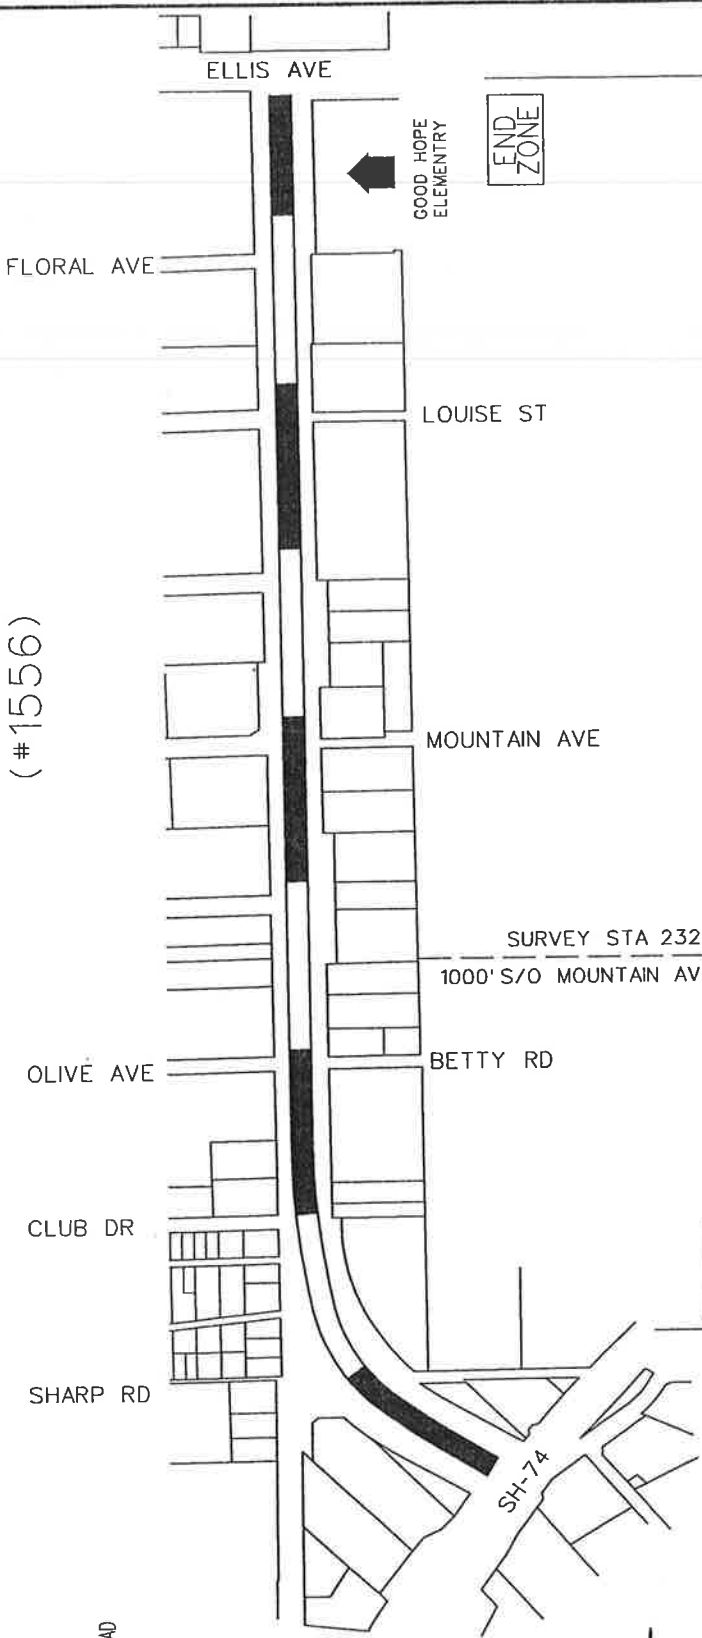 ELLIS AVE
GOOD HOPE
ELEMENTRY
END
ZONE
FLORAL AVE
LOUISE ST
(#1556)
MOUNTAIN AVE
SURVEY STA 232
1000' S/O MOUNTAIN AV
BETTY RD
OLIVE AVE
CLUB DR
SHARP RD
SH-74
AD